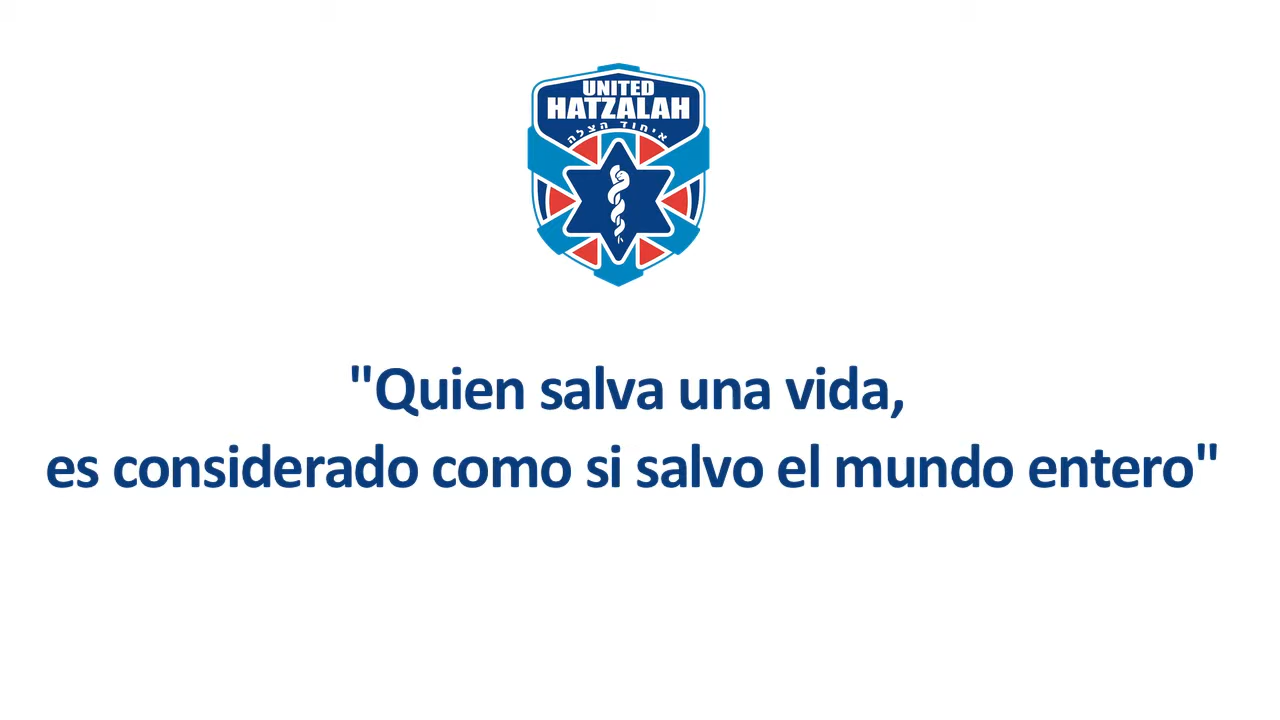 UNITED
HATZALAH
איחוד הצלה
"Quien salva una vida,
es considerado como si salvo el mundo entero"